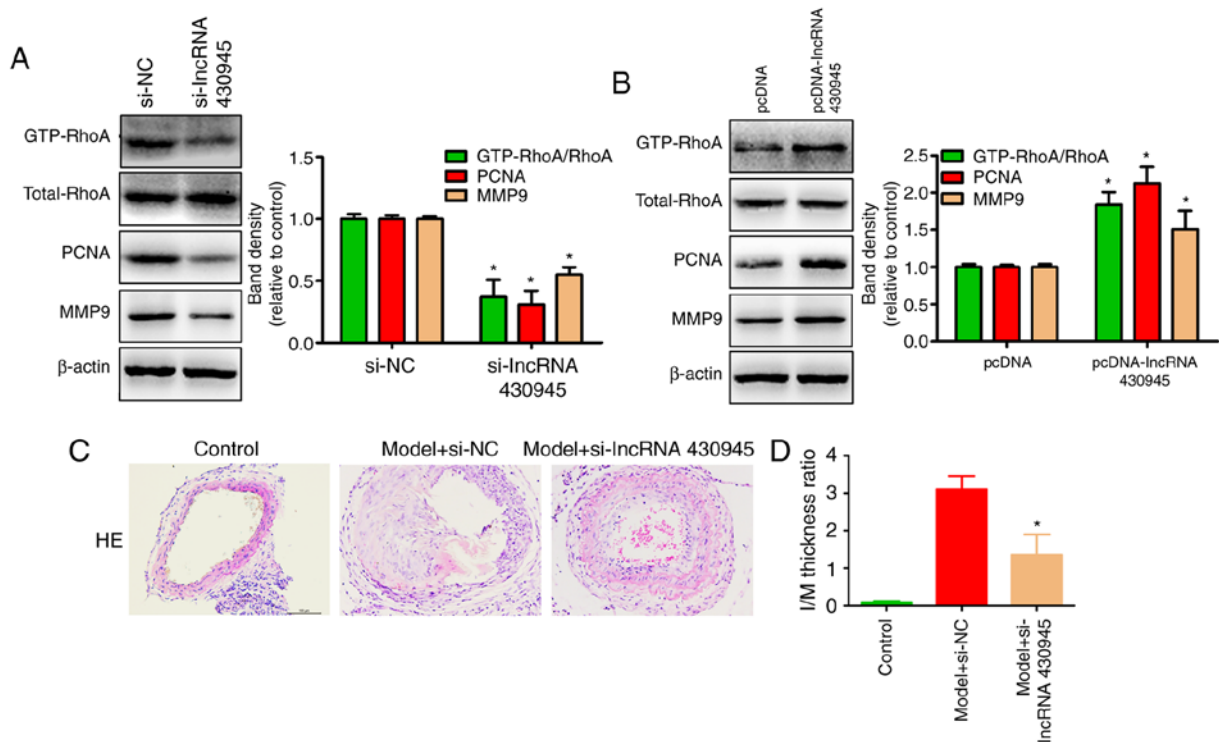 A
si-NC
si-lncRNA
430945
GTP-RhoA
Total-RhoA
PCNA
MMP9
β-actin
Band density
(relative to control)
1.5
1.0
0.5
0.0
GTP-RhoA/RhoA
PCNA
MMP9
*
*
*
si-NC
si-lncRNA
430945
B
pcDNA
pcDNA-lncRNA
430945
GTP-RhoA
Total-RhoA
PCNA
MMP9
β-actin
Band density
(relative to control)
2.5
2.0
1.5
1.0
0.5
0.0
GTP-RhoA/RhoA
PCNA
MMP9
*
*
*
pcDNA
pcDNA-lncRNA
430945
C
Control
Model+si-NC
Model+si-lncRNA 430945
HE
D
I/M thickness ratio
4
3
2
1
0
*
Control
Model+si-NC
Model+si-
lncRNA 430945